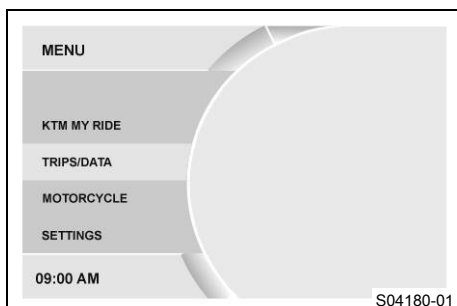 MENU
KTM MY RIDE
TRIPS/DATA
MOTORCYCLE
SETTINGS
09:00 AM
S04180-01